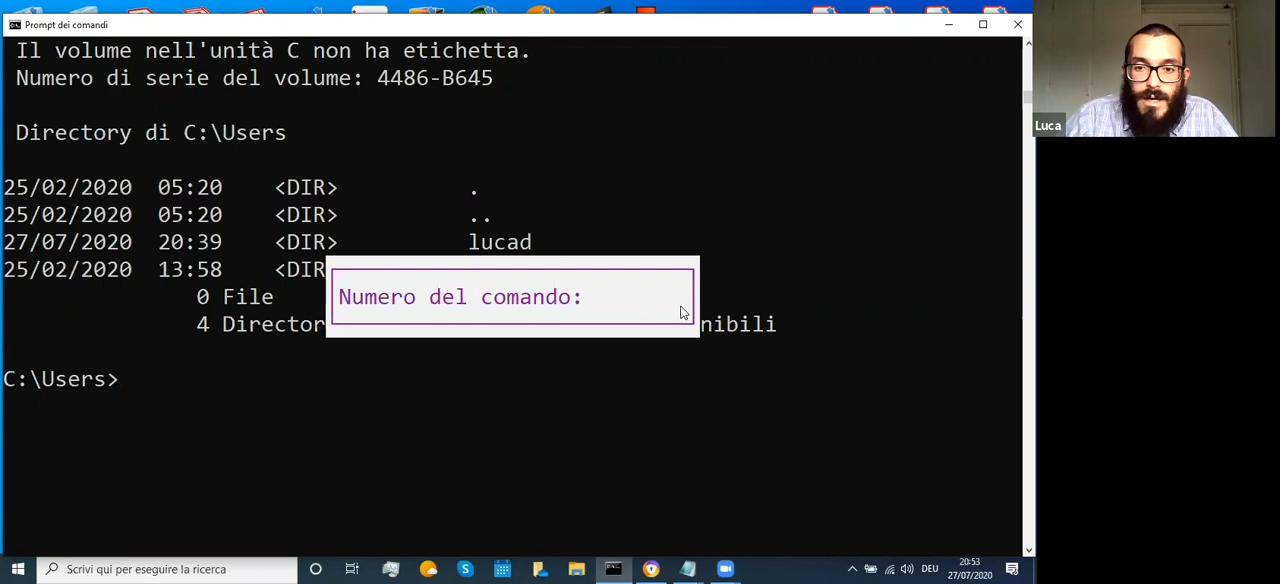 Prompt dei comandi
Il volume nell'unità C non ha etichetta.
Numero di serie del volume: 4486-B645
Luca
Directory di C:\Users
25/02/2020 05:20 <DIR> .
25/02/2020 05:20 <DIR> ..
27/07/2020 20:39 <DIR> lucad
25/02/2020 13:58 <DIR
0 File
Numero del comando:
4 Director nibili
C:\Users>
Scrivi qui per eseguire la ricerca
DEU
20:53
27/07/2020